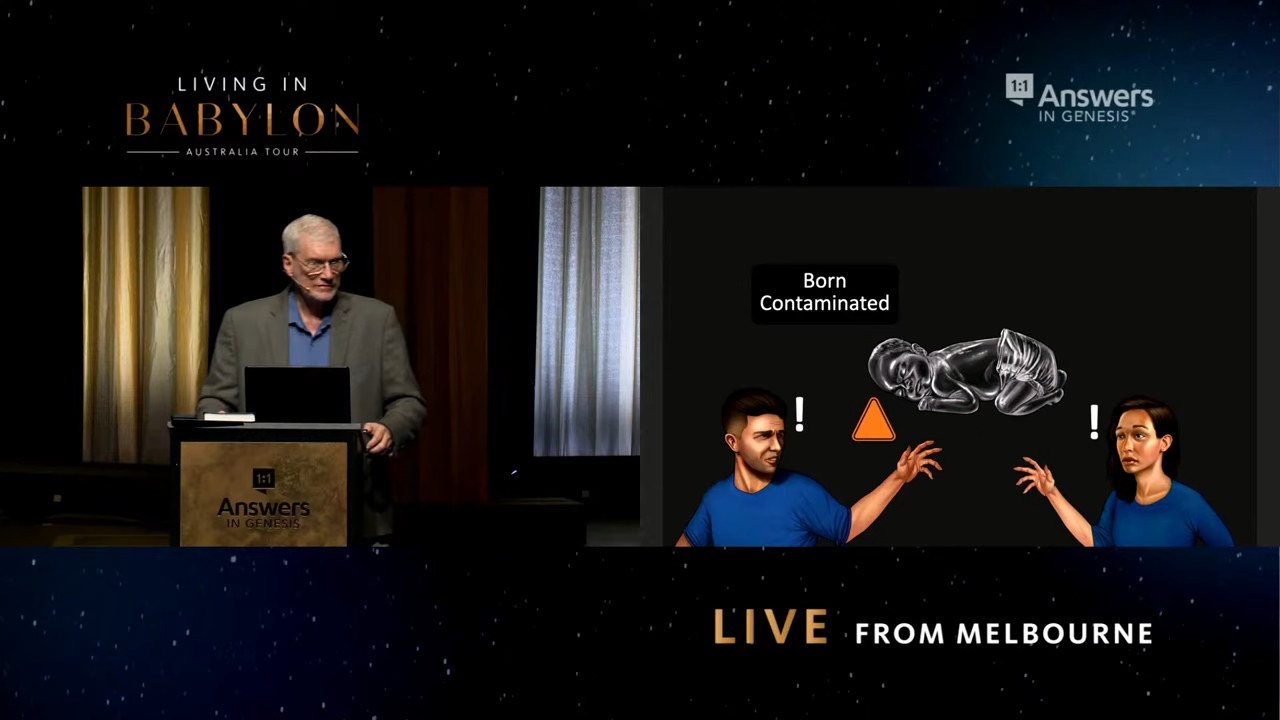 LIVING IN
BABYLON
AUSTRALIA TOUR
1:1
Answers
IN GENESIS®
Born
Contaminated
!
!
1:1
Answers
IN GENESIS
LIVE FROM MELBOURNE